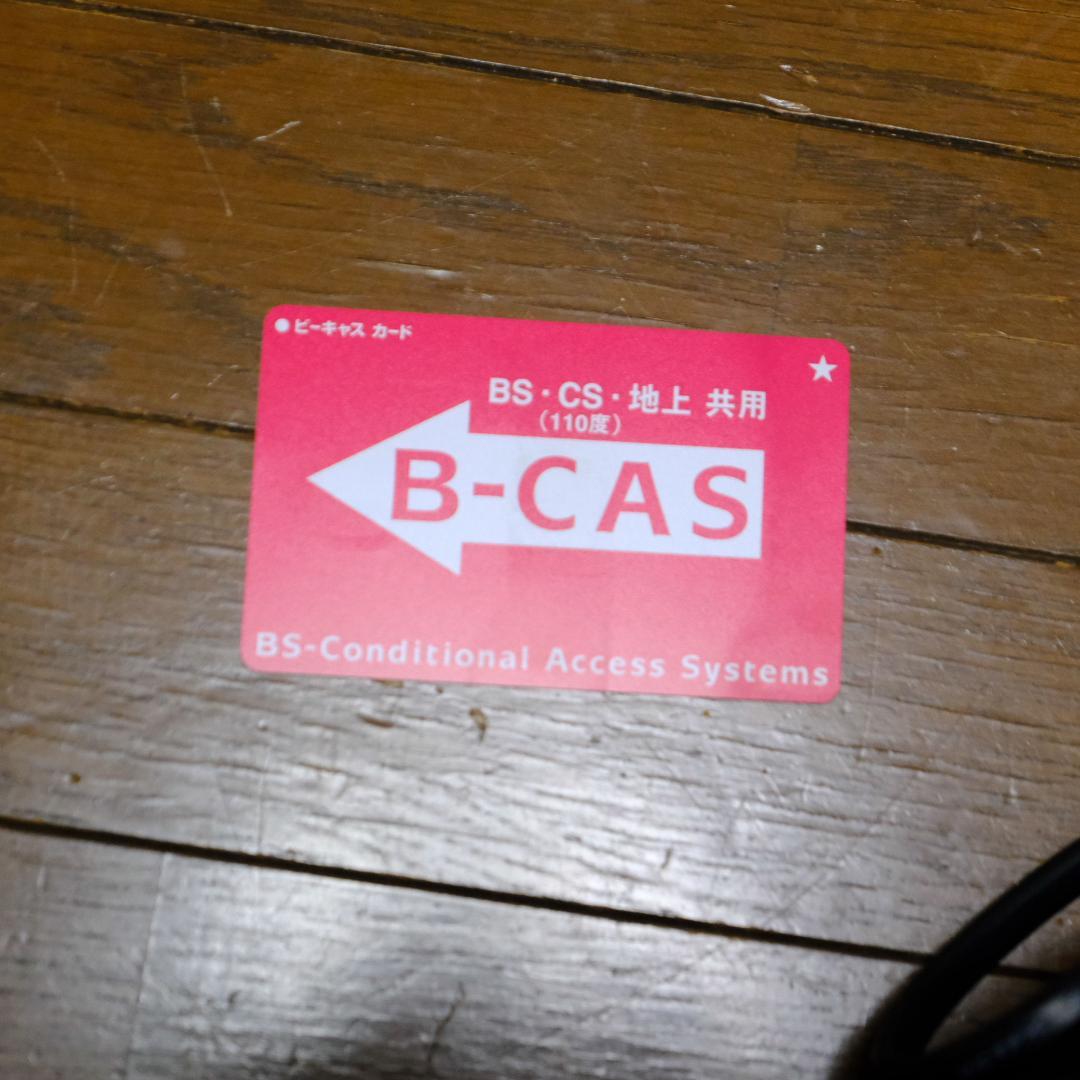 ●ビーキャス カード
★
BS・CS・地上 共用
(110度)
B-CAS
BS-Conditional Access Systems